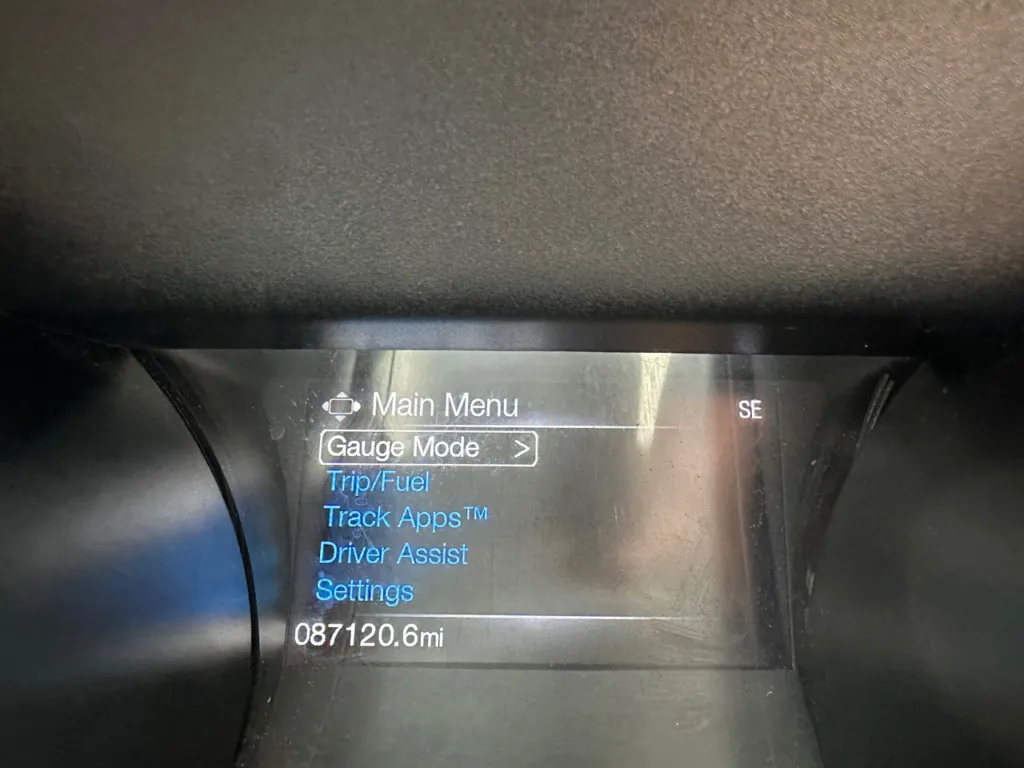 Main Menu SE
Gauge Mode >
Trip/Fuel
Track Apps™
Driver Assist
Settings
087120.6mi